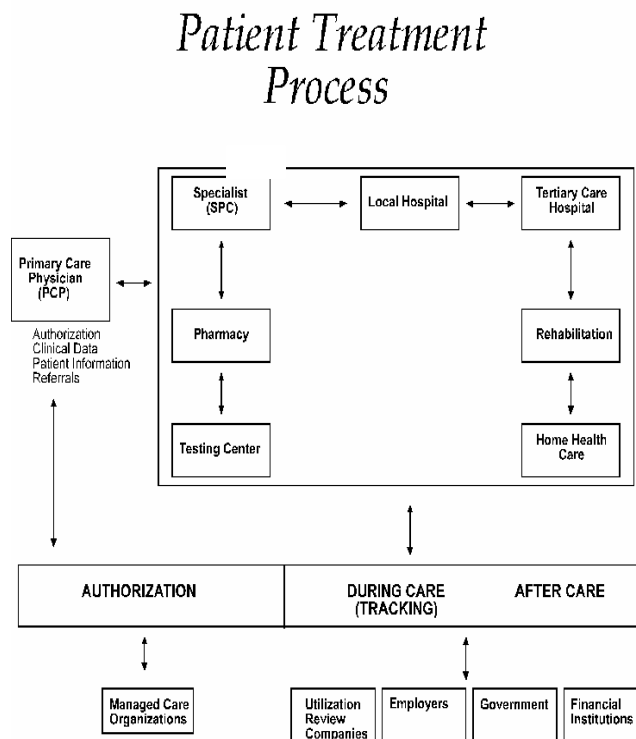 Patient Treatment
Process
Specialist
(SPC)
Local Hospital
Tertiary Care
Hospital
Primary Care
Physician
(PCP)
Authorization
Clinical Data
Patient Information
Referrals
Pharmacy
Rehabilitation
Testing Center
Home Health
Care
AUTHORIZATION
DURING CARE
(TRACKING)
AFTER CARE
Managed Care
Organizations
Utilization
Review
Companies
Employers
Government
Financial
Institutions